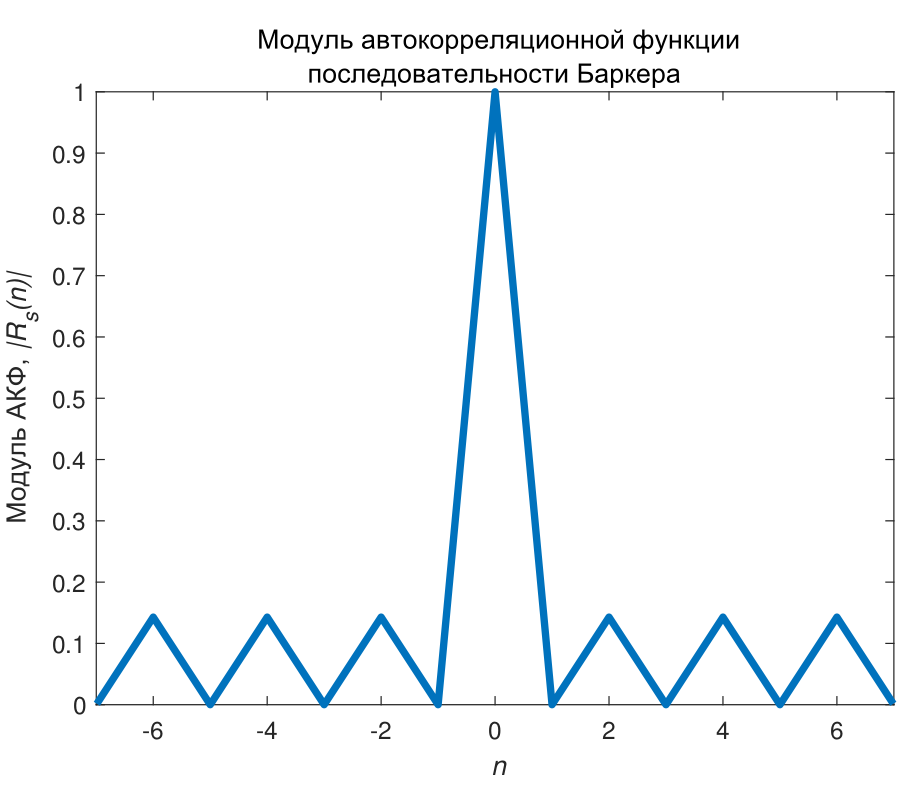 Модуль автокорреляционной функции
последовательности Баркера
Модуль АКФ, |R_s(n)|
1
0.9
0.8
0.7
0.6
0.5
0.4
0.3
0.2
0.1
0
-6 -4 -2 0 2 4 6
n